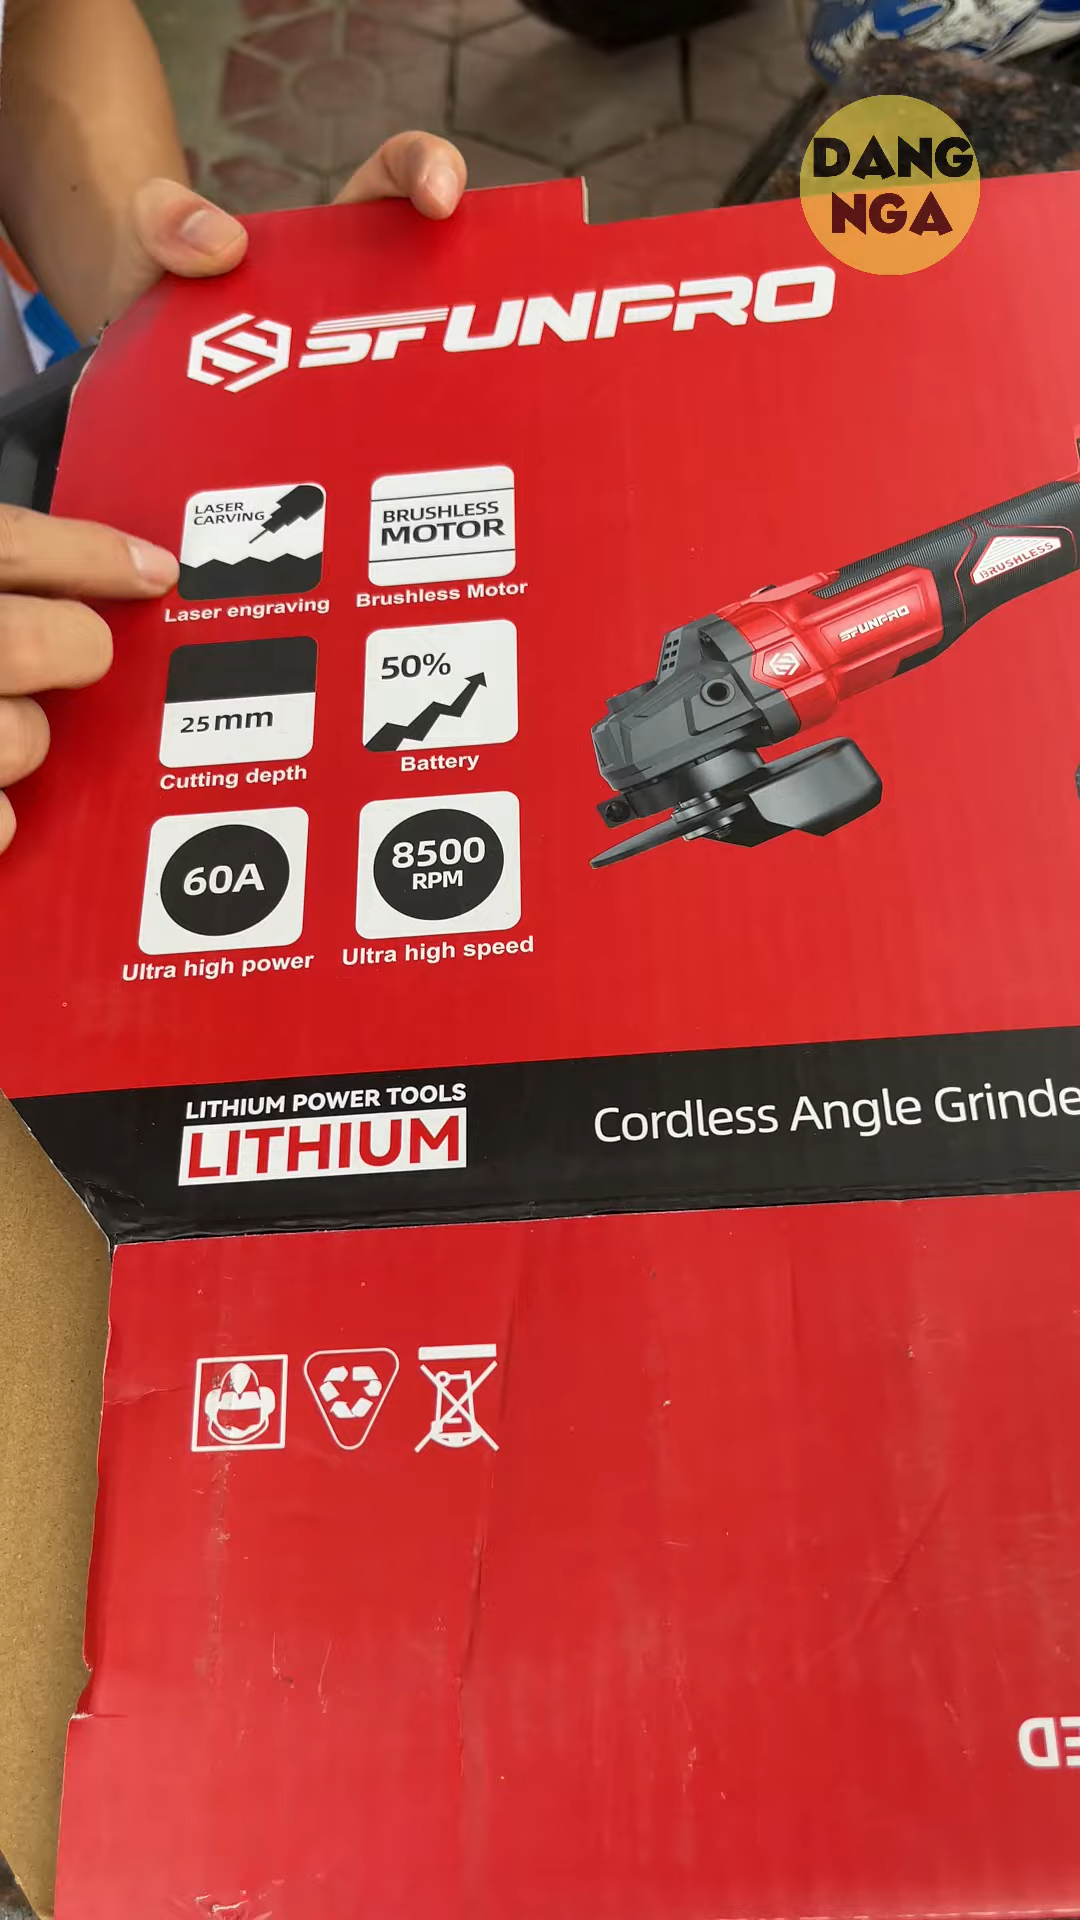 DANG
NGA
SFUNPRO
LASER
CARVING
Laser engraving
BRUSHLESS
MOTOR
Brushless Motor
25mm
Cutting depth
50%
Battery
60A
Ultra high power
8500
RPM
Ultra high speed
BRUSHLESS
SFUNPRO
LITHIUM POWER TOOLS
LITHIUM
Cordless Angle Grinde
ED